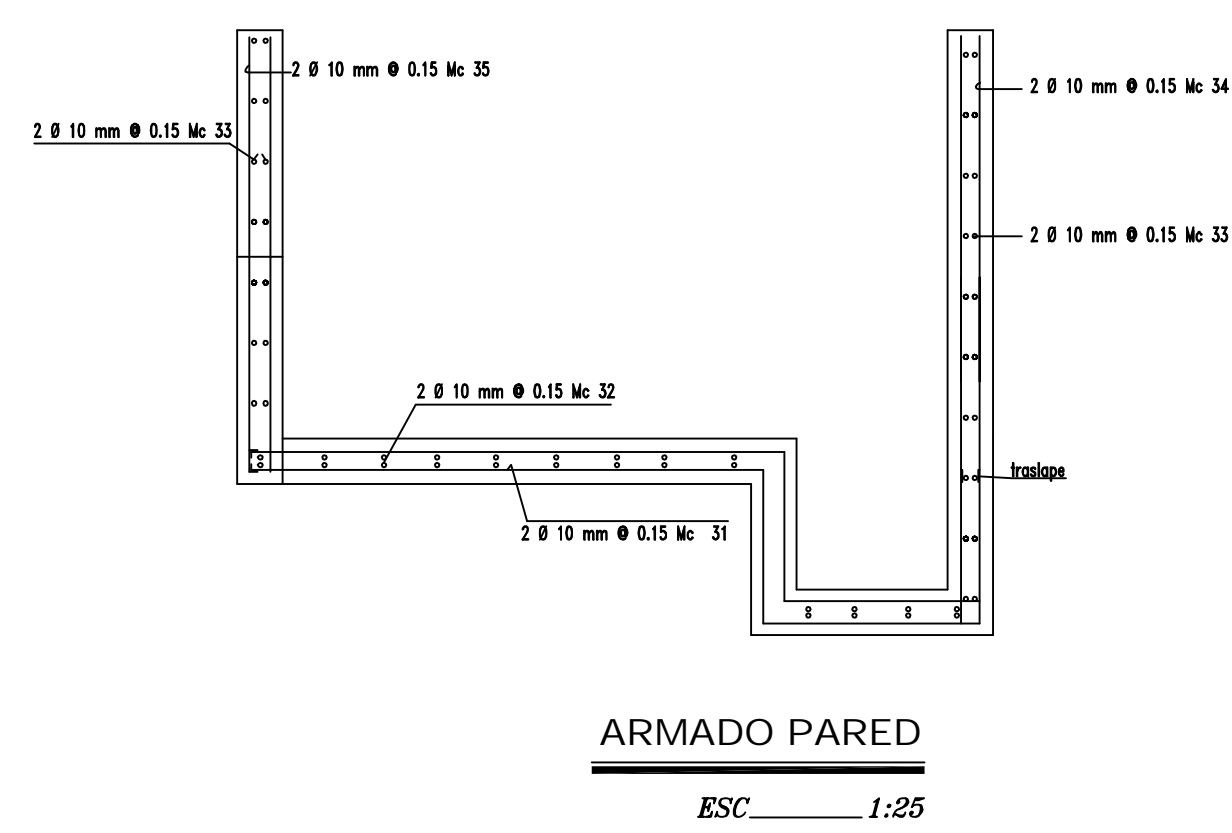 2 Ø 10 mm @ 0.15 Mc 35
2 Ø 10 mm @ 0.15 Mc 34
2 Ø 10 mm @ 0.15 Mc 33
2 Ø 10 mm @ 0.15 Mc 33
2 Ø 10 mm @ 0.15 Mc 32
traslape
2 Ø 10 mm @ 0.15 Mc 31
ARMADO PARED
ESC________ 1:25